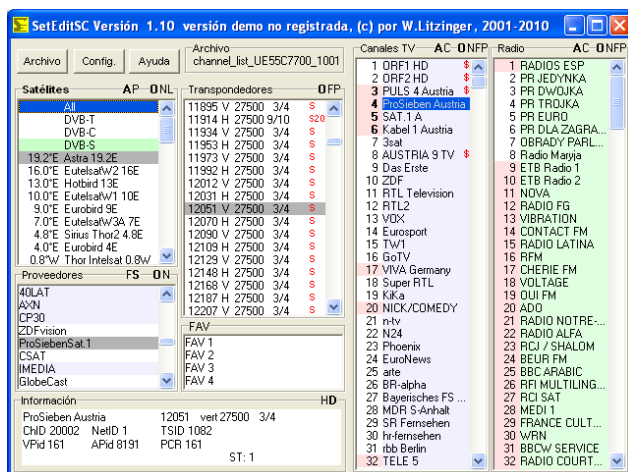 SetEditSC Versión 1.10 versión demo no registrada, (c) por W.Litzinger, 2001-2010
Archivo Config. Ayuda
Archivo
channel_list_UE55C7700_1001
Satélites AP ONL
All
DVB-T
DVB-C
DVB-S
19.2°E Astra 19.2E
16.0°E EutelsatW2 16E
13.0°E Hotbird 13E
10.0°E EutelsatW1 10E
9.0°E Eurobird 9E
7.0°E EutelsatW3A 7E
4.8°E Sirius Thor2 4.8E
4.0°E Eurobird 4E
0.8°W Thor Intelsat 0.8W
Proveedores FS ON
40LAT
AXN
CP30
ZDFvision
ProSiebenSat.1
CSAT
IMEDIA
GlobeCast
Transpondedores OFP
11895 V 27500 3/4 S
11914 H 27500 9/10 S20
11934 V 27500 3/4 S
11953 H 27500 3/4 S
11973 V 27500 3/4 S
11992 H 27500 3/4 S
12012 V 27500 3/4 S
12031 H 27500 3/4 S
12051 V 27500 3/4 S
12070 H 27500 3/4 S
12090 V 27500 3/4 S
12109 H 27500 3/4 S
12129 V 27500 3/4 S
12148 H 27500 3/4 S
12168 V 27500 3/4 S
12187 H 27500 3/4 S
12207 V 27500 3/4 S
FAV
FAV 1
FAV 2
FAV 3
FAV 4
Información HD
ProSieben Austria 12051 vert 27500 3/4
ChID 20002 NetID 1 TSID 1082
VPid 161 APid 8191 PCR 161
ST: 1
Canales TV AC ONFP
1 ORF1 HD $
2 ORF2 HD $
3 PULS 4 Austria $
4 ProSieben Austria
5 SAT.1 A
6 Kabel 1 Austria
7 3sat
8 AUSTRIA 9 TV $
9 Das Erste
10 ZDF
11 RTL Television
12 RTL2
13 VOX
14 Eurosport
15 TW1
16 GoTV
17 VIVA Germany
18 Super RTL
19 KiKa
20 NICK/COMEDY
21 n-tv
22 N24
23 Phoenix
24 EuroNews
25 arte
26 BR-alpha
27 Bayerisches FS ...
28 MDR S-Anhalt
29 SR Fernsehen
30 hr-fernsehen
31 rbb Berlin
32 TELE 5
Radio AC ONFP
1 RADIOS ESP
2 PR JEDYNKA
3 PR DWOJKA
4 PR TROJKA
5 PR EURO
6 PR DLA ZAGRA...
7 OBRADY PARL...
8 Radio Maryja
9 ETB Radio 1
10 ETB Radio 2
11 NOVA
12 RADIO FG
13 VIBRATION
14 CONTACT FM
15 RADIO LATINA
16 RFM
17 CHERIE FM
18 VOLTAGE
19 OUI FM
20 ADO
21 RADIO NOTRE-...
22 RADIO ALFA
23 RCJ / SHALOM
24 BEUR FM
25 BBC ARABIC
26 RFI MULTILING...
27 RCI SAT
28 MEDI 1
29 FRANCE CULT...
30 WRN
31 BBCW SERVICE
32 RADIO COURT...